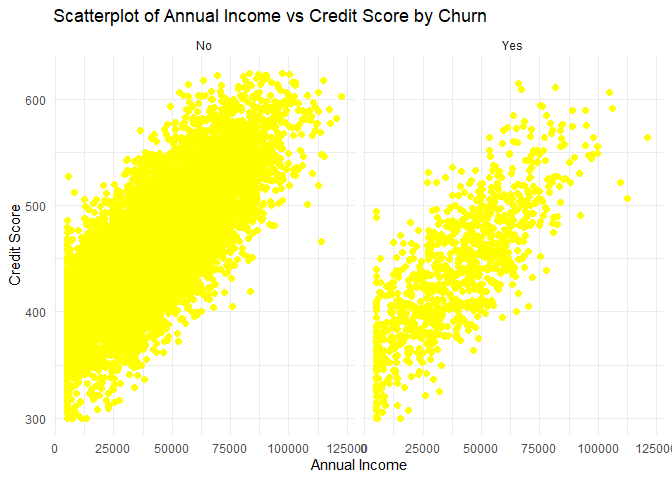 Scatterplot of Annual Income vs Credit Score by Churn
No Yes
600
500
400
300
Credit Score
0 25000 50000 75000 100000 125000 0 25000 50000 75000 100000 125000
Annual Income